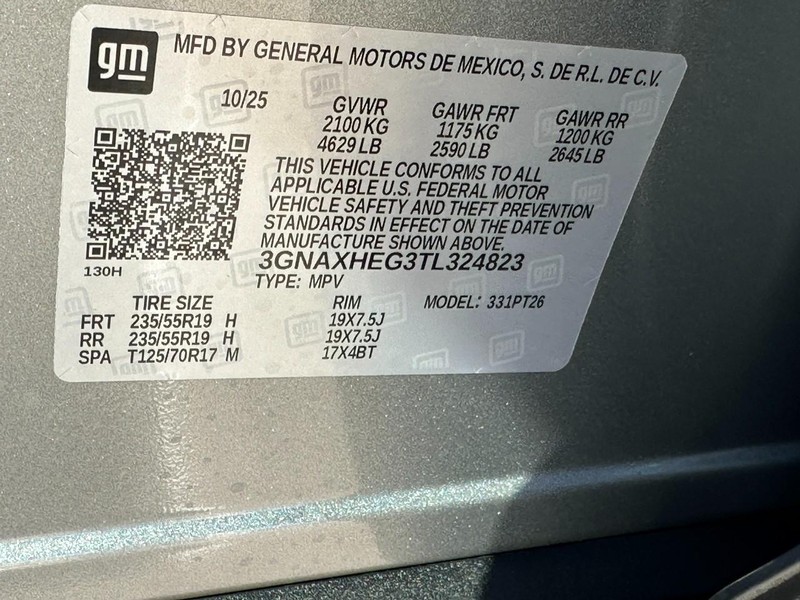 gm MFD BY GENERAL MOTORS DE MEXICO, S. DE R.L. DE C.V.
10/25 GVWR GAWR FRT GAWR RR
2100 KG 1175 KG 1200 KG
4629 LB 2590 LB 2645 LB
THIS VEHICLE CONFORMS TO ALL
APPLICABLE U.S. FEDERAL MOTOR
VEHICLE SAFETY AND THEFT PREVENTION
STANDARDS IN EFFECT ON THE DATE OF
MANUFACTURE SHOWN ABOVE.
130H 3GNAXHEG3TL324823
TYPE: MPV
TIRE SIZE RIM MODEL: 331PT26
FRT 235/55R19 H 19X7.5J
RR 235/55R19 H 19X7.5J
SPA T125/70R17 M 17X4BT